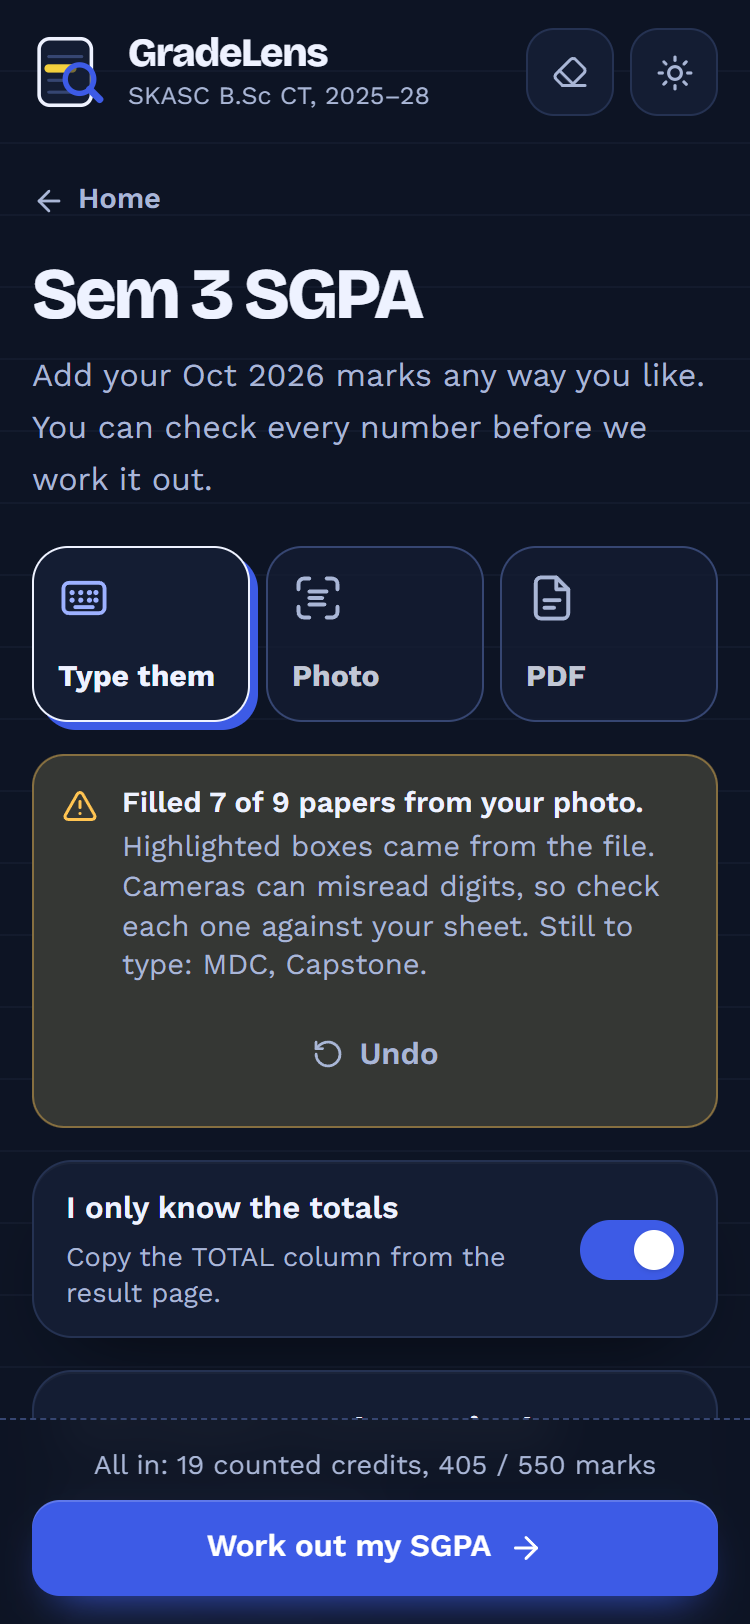 GradeLens
SKASC B.Sc CT, 2025–28
Home
Sem 3 SGPA
Add your Oct 2026 marks any way you like.
You can check every number before we
work it out.
Type them
Photo
PDF
Filled 7 of 9 papers from your photo.
Highlighted boxes came from the file.
Cameras can misread digits, so check
each one against your sheet. Still to
type: MDC, Capstone.
Undo
I only know the totals
Copy the TOTAL column from the
result page.
All in: 19 counted credits, 405 / 550 marks
Work out my SGPA